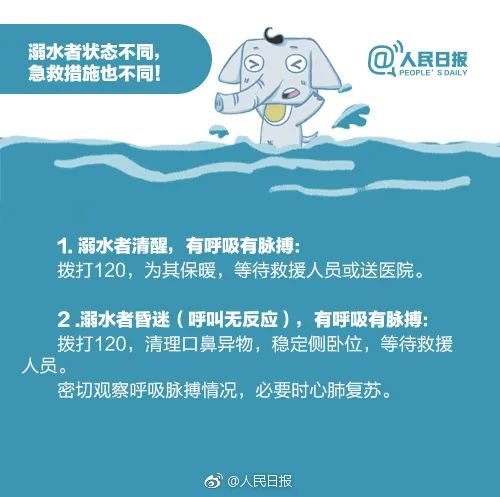 溺水者状态不同，
急救措施也不同！
@人民日报
PEOPLE'S DAILY
1. 溺水者清醒，有呼吸有脉搏：
拨打120，为其保暖，等待救援人员或送医院。
2 .溺水者昏迷（呼叫无反应），有呼吸有脉搏：
拨打120，清理口鼻异物，稳定侧卧位，等待救援
人员。
密切观察呼吸脉搏情况，必要时心肺复苏。
@人民日报